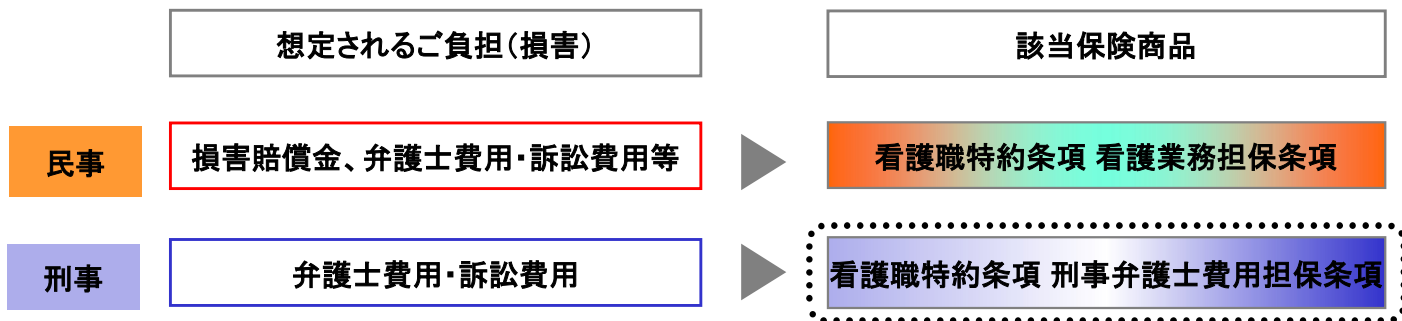 想定されるご負担(損害)
該当保険商品
民事
損害賠償金、弁護士費用・訴訟費用等
看護職特約条項 看護業務担保条項
刑事
弁護士費用・訴訟費用
看護職特約条項 刑事弁護士費用担保条項